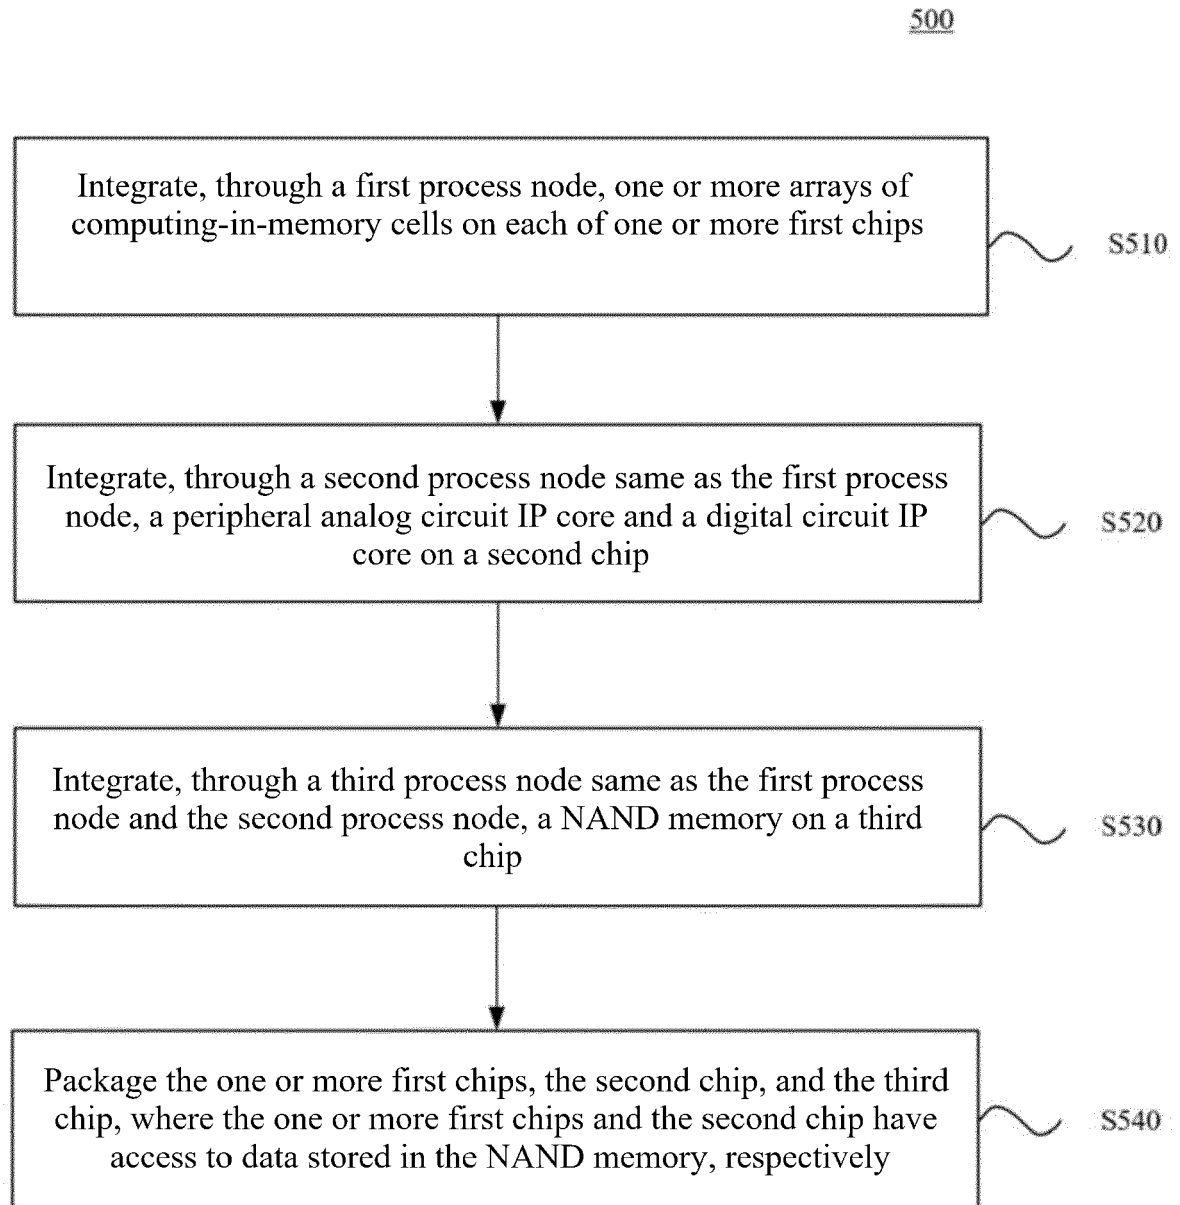 500
Integrate, through a first process node, one or more arrays of
computing-in-memory cells on each of one or more first chips
S510
Integrate, through a second process node same as the first process
node, a peripheral analog circuit IP core and a digital circuit IP
core on a second chip
S520
Integrate, through a third process node same as the first process
node and the second process node, a NAND memory on a third
chip
S530
Package the one or more first chips, the second chip, and the third
chip, where the one or more first chips and the second chip have
access to data stored in the NAND memory, respectively
S540